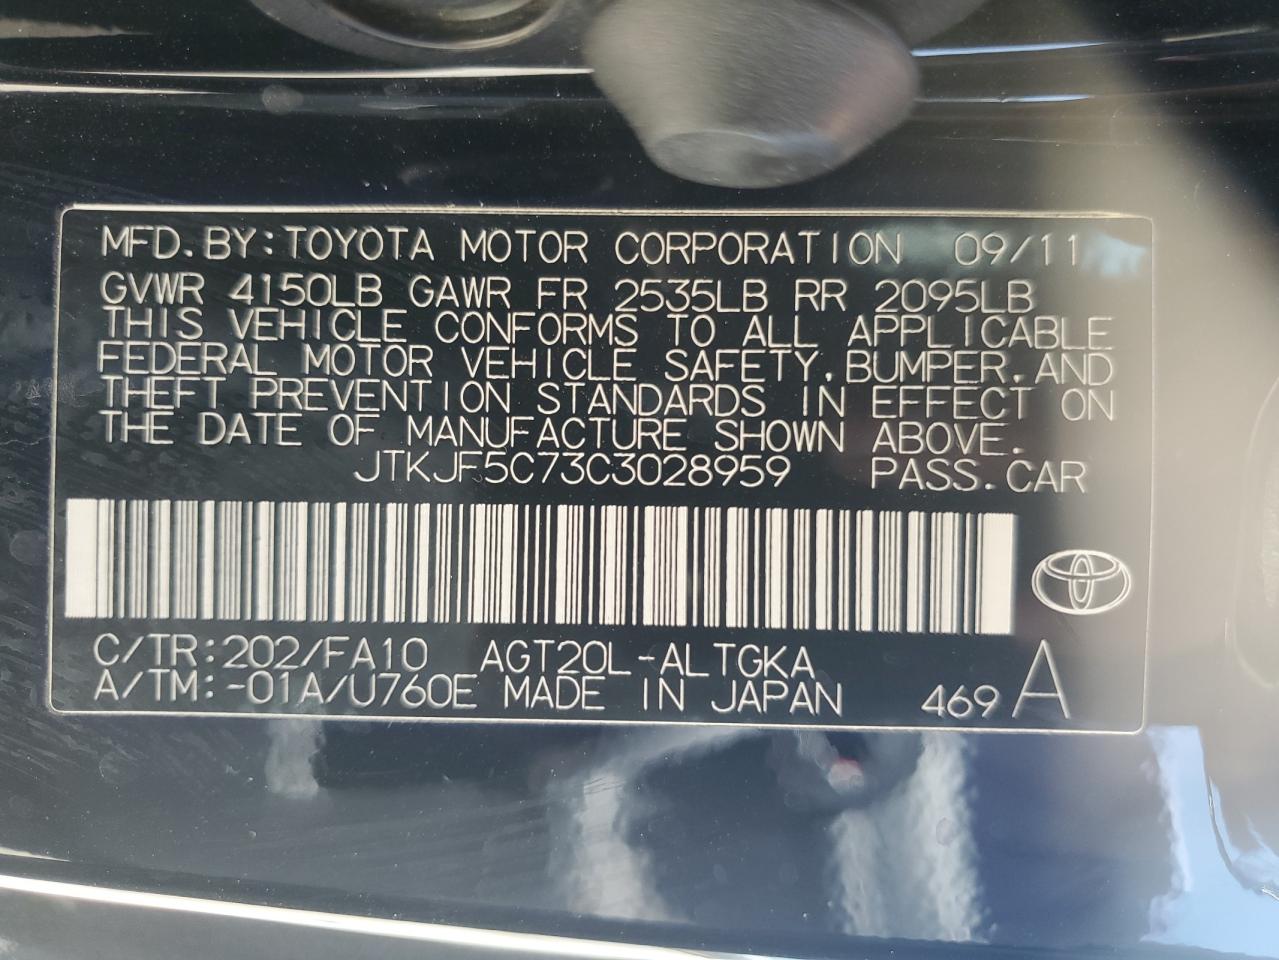 MFD. BY: TOYOTA MOTOR CORPORATION 09/11
GVWR 4150LB GAWR FR 2535LB RR 2095LB
THIS VEHICLE CONFORMS TO ALL APPLICABLE
FEDERAL MOTOR VEHICLE SAFETY, BUMPER, AND
THEFT PREVENTION STANDARDS IN EFFECT ON
THE DATE OF MANUFACTURE SHOWN ABOVE.
JTKJF5C73C3028959 PASS. CAR
C/TR:202/FA10 AGT20L-ALTGKA
A/TM:-01A/U760E MADE IN JAPAN 469 A